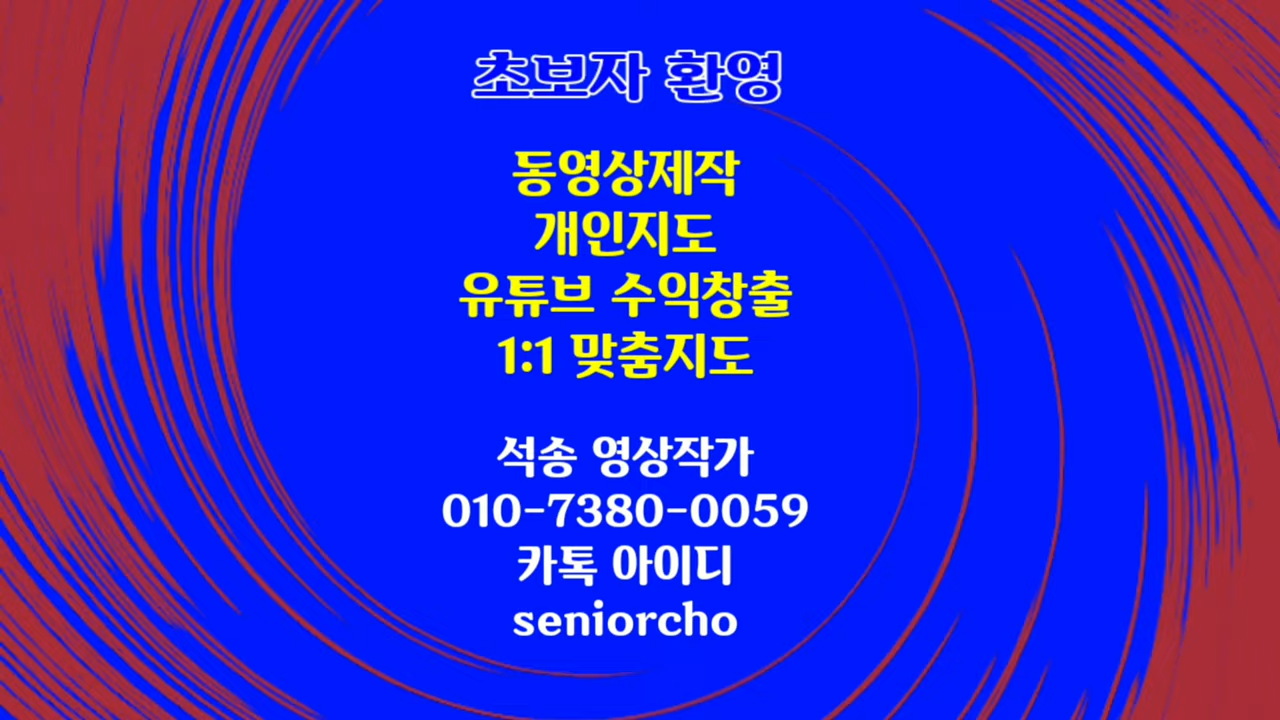 초보자 환영
동영상제작
개인지도
유튜브 수익창출
1:1 맞춤지도
석송 영상작가
010-7380-0059
카톡 아이디
seniorcho